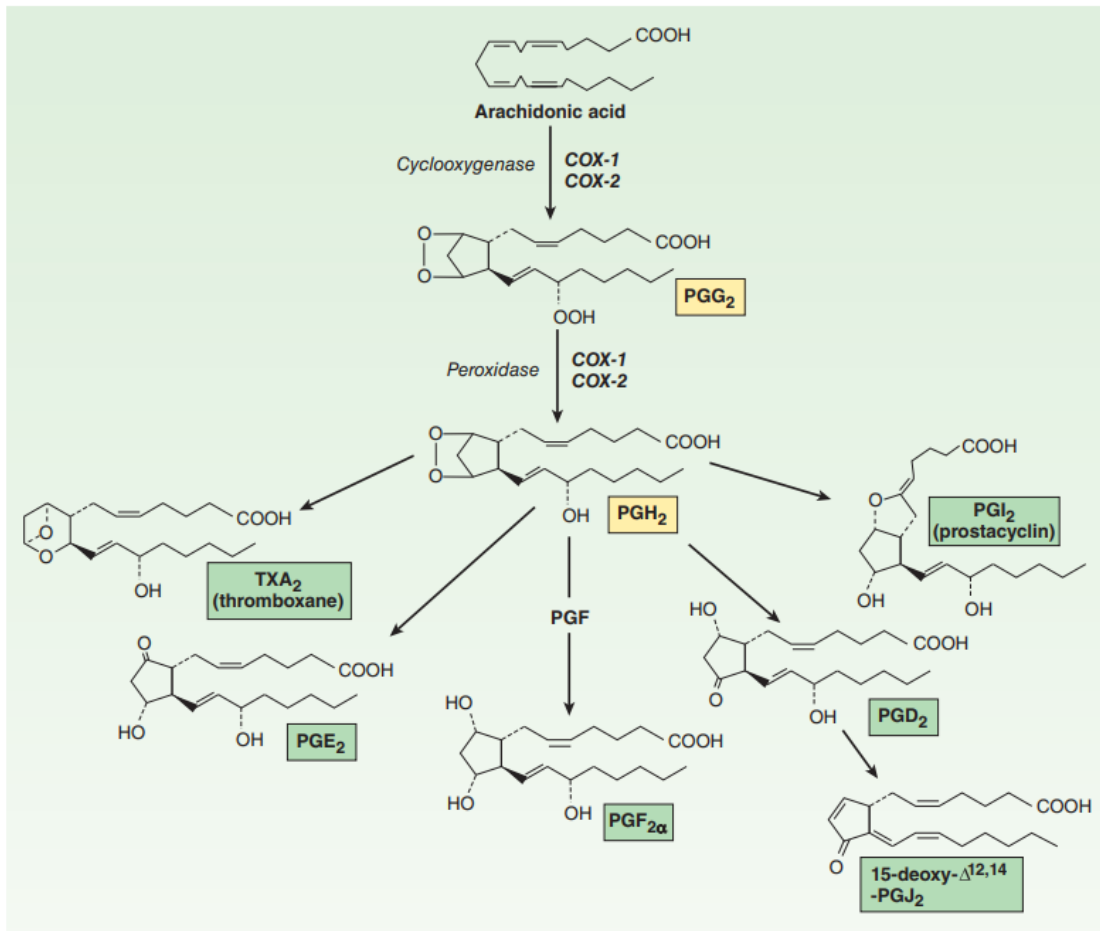 COOH
Arachidonic acid
Cyclooxygenase
COX-1
COX-2
O
O
COOH
PGG2
OOH
Peroxidase
COX-1
COX-2
O
O
COOH
PGH2
OH
COOH
O
PGI2
(prostacyclin)
OH
OH
COOH
O
O
OH
TXA2
(thromboxane)
PGF
O
COOH
HO
OH
PGE2
HO
COOH
HO
OH
PGF2α
HO
COOH
O
OH
PGD2
COOH
O
15-deoxy-Δ12,14
-PGJ2